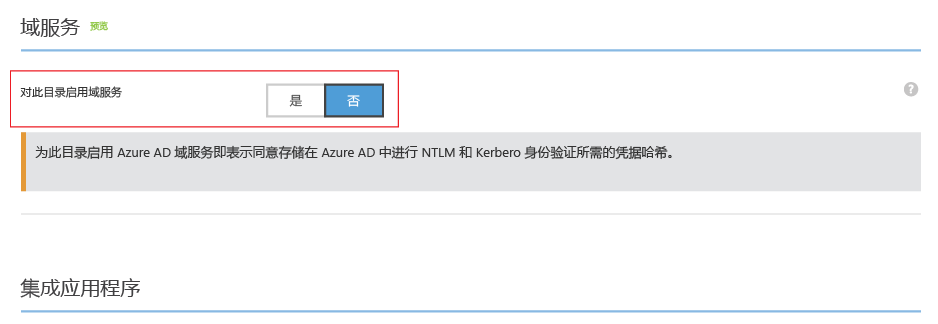 域服务 预览
对此目录启用域服务 是 否 ?
为此目录启用 Azure AD 域服务即表示同意存储在 Azure AD 中进行 NTLM 和 Kerbero 身份验证所需的凭据哈希。
集成应用程序